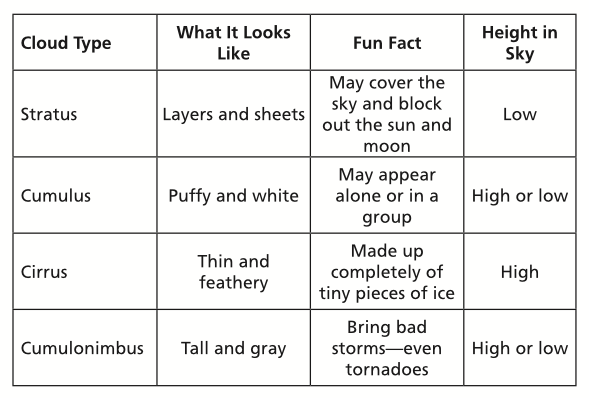 Cloud Type
What It Looks
Like
Fun Fact
Height in
Sky
Stratus
Layers and sheets
May cover the
sky and block
out the sun and
moon
Low
Cumulus
Puffy and white
May appear
alone or in a
group
High or low
Cirrus
Thin and
feathery
Made up
completely of
tiny pieces of ice
High
Cumulonimbus
Tall and gray
Bring bad
storms—even
tornadoes
High or low